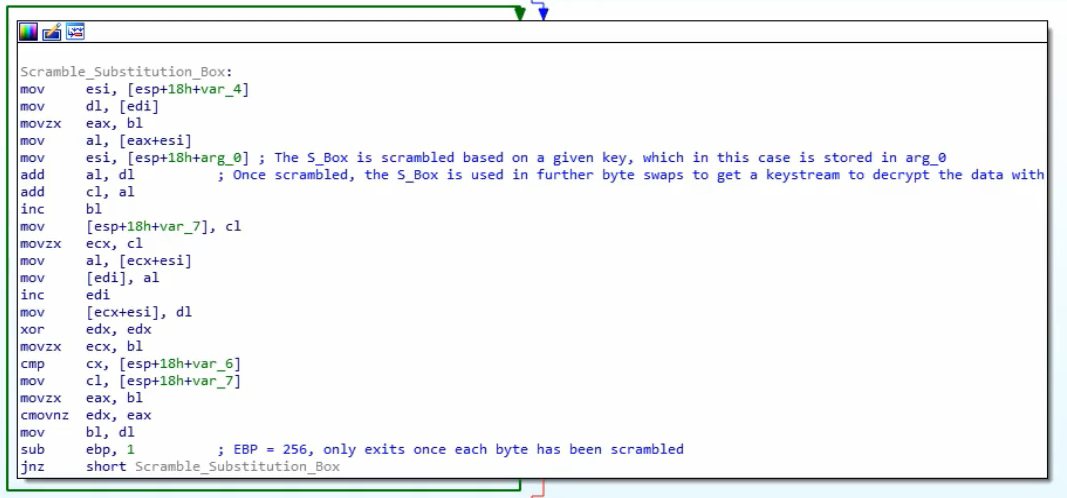 Scramble_Substitution_Box:
mov esi, [esp+18h+var_4]
mov dl, [edi]
movzx eax, bl
mov al, [eax+esi]
mov esi, [esp+18h+arg_0] ; The S_Box is scrambled based on a given key, which in this case is stored in arg_0
add al, dl ; Once scrambled, the S_Box is used in further byte swaps to get a keystream to decrypt the data with
add cl, al
inc bl
mov [esp+18h+var_7], cl
movzx ecx, cl
mov al, [ecx+esi]
mov [edi], al
inc edi
mov [ecx+esi], dl
xor edx, edx
movzx ecx, bl
cmp cx, [esp+18h+var_6]
mov cl, [esp+18h+var_7]
movzx eax, bl
cmovnz edx, eax
mov bl, dl
sub ebp, 1 ; EBP = 256, only exits once each byte has been scrambled
jnz short Scramble_Substitution_Box